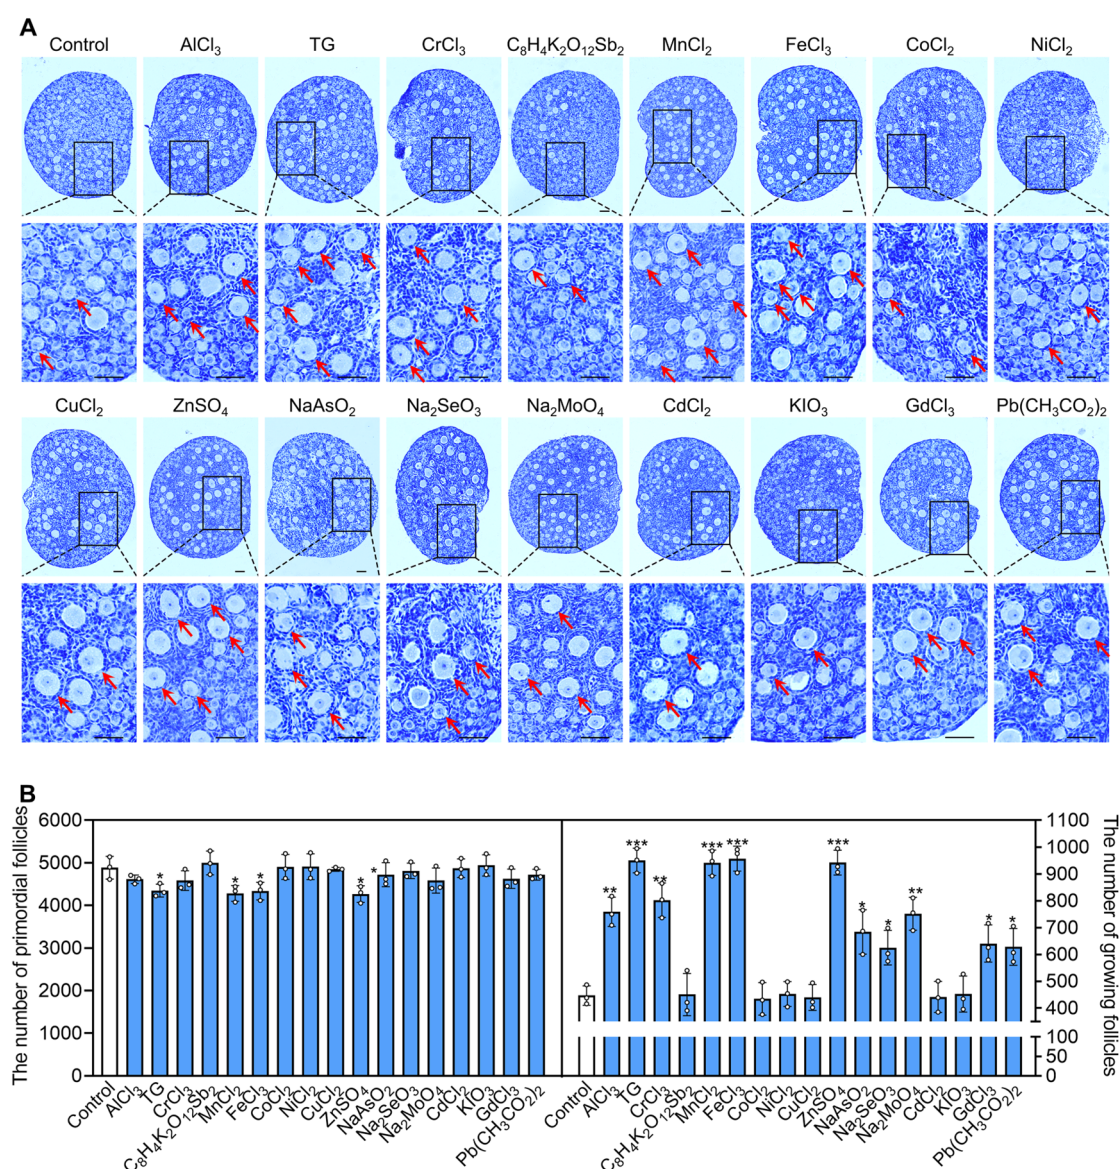 A
Control AlCl3 TG CrCl3 C8H4K2O12Sb2 MnCl2 FeCl3 CoCl2 NiCl2
CuCl2 ZnSO4 NaAsO2 Na2SeO3 Na2MoO4 CdCl2 KIO3 GdCl3 Pb(CH3CO2)2
B
The number of primordial follicles
6000
5000
4000
3000
2000
1000
0
* * * * *
** *** ** *** *** *** * * ** * *
1100
1000
900
800
700
600
500
400
100
50
0
The number of growing follicles
Control AlCl3 TG CrCl3 C8H4K2O12Sb2 MnCl2 FeCl3 CoCl2 NiCl2 CuCl2 ZnSO4 NaAsO2 Na2SeO3 Na2MoO4 CdCl2 KIO3 GdCl3 Pb(CH3CO2)2
Control AlCl3 TG CrCl3 C8H4K2O12Sb2 MnCl2 FeCl3 CoCl2 NiCl2 CuCl2 ZnSO4 NaAsO2 Na2SeO3 Na2MoO4 CdCl2 KIO3 GdCl3 Pb(CH3CO2)2